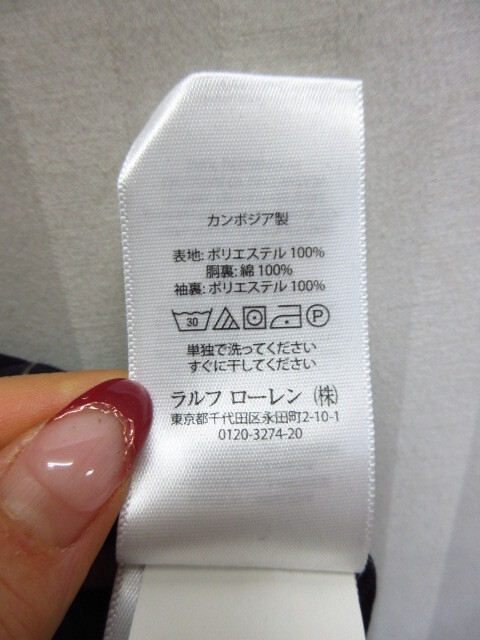 カンボジア製
表地: ポリエステル 100%
胴裏: 綿 100%
袖裏: ポリエステル 100%
30 P
単独で洗ってください
すぐに干してください
ラルフ ローレン (株)
東京都千代田区永田町2-10-1
0120-3274-20